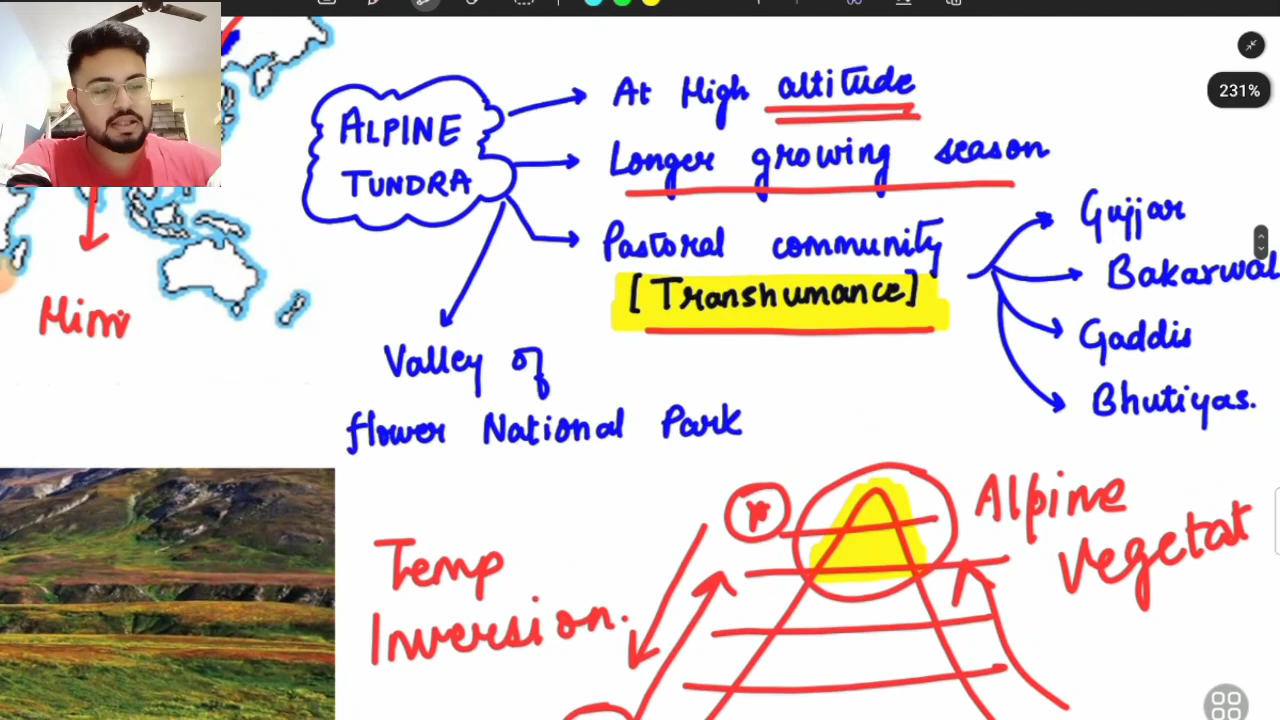 231%
ALPINE
TUNDRA
At High altitude
Longer growing season
Pastoral community
[Transhumance]
Gujjar
Bakarwal
Gaddis
Bhutiyas.
Valley of
flower National Park
Himr
Temp
Inversion.
Alpine
Vegetat